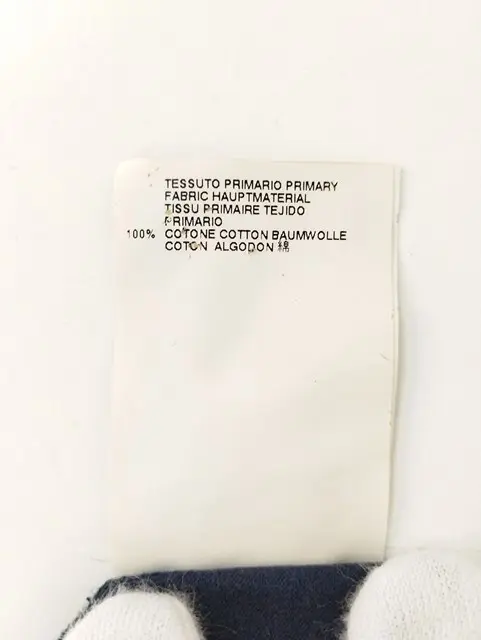 TESSUTO PRIMARIO PRIMARY
FABRIC HAUPTMATERIAL
TISSU PRIMAIRE TEJIDO
PRIMARIO
100% COTONE COTTON BAUMWOLLE
COTON ALGODON 綿